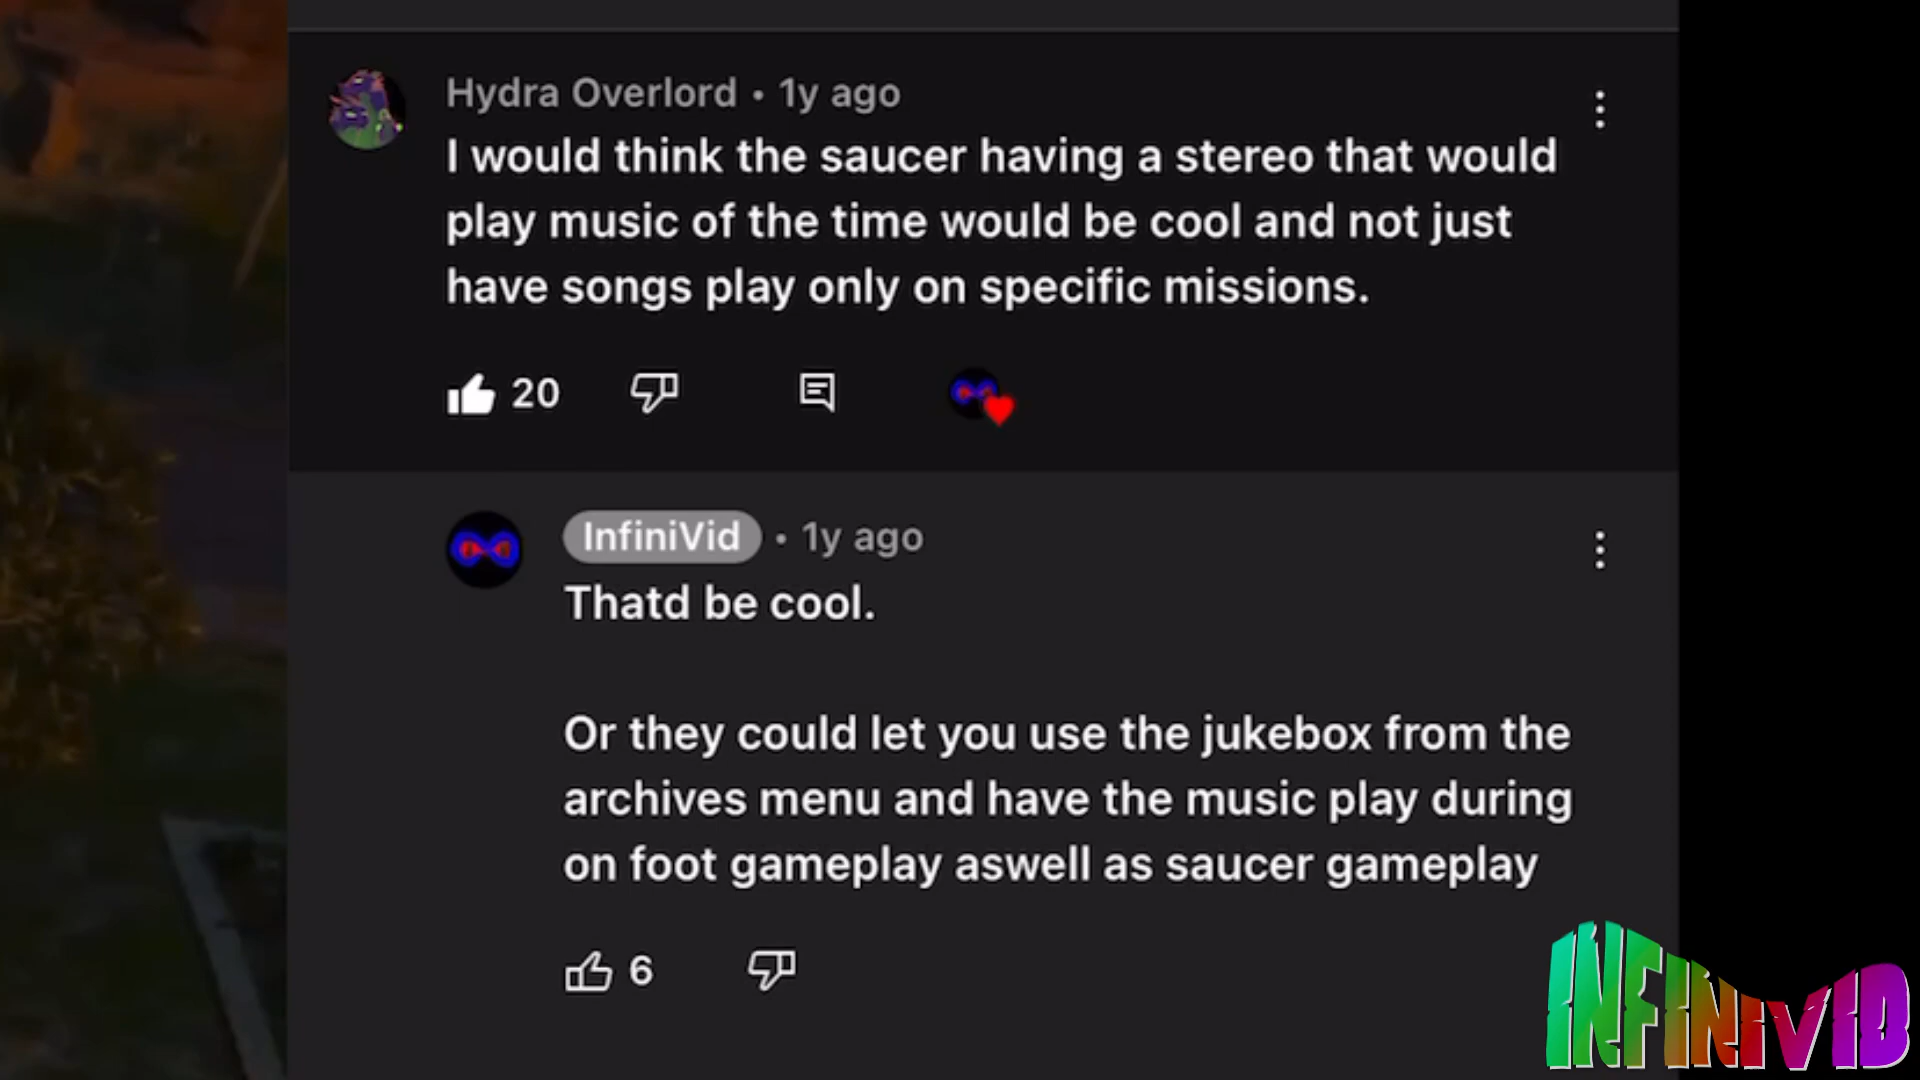 Hydra Overlord • 1y ago
I would think the saucer having a stereo that would
play music of the time would be cool and not just
have songs play only on specific missions.
20
InfiniVid • 1y ago
Thatd be cool.
Or they could let you use the jukebox from the
archives menu and have the music play during
on foot gameplay aswell as saucer gameplay
6
INFINIVID